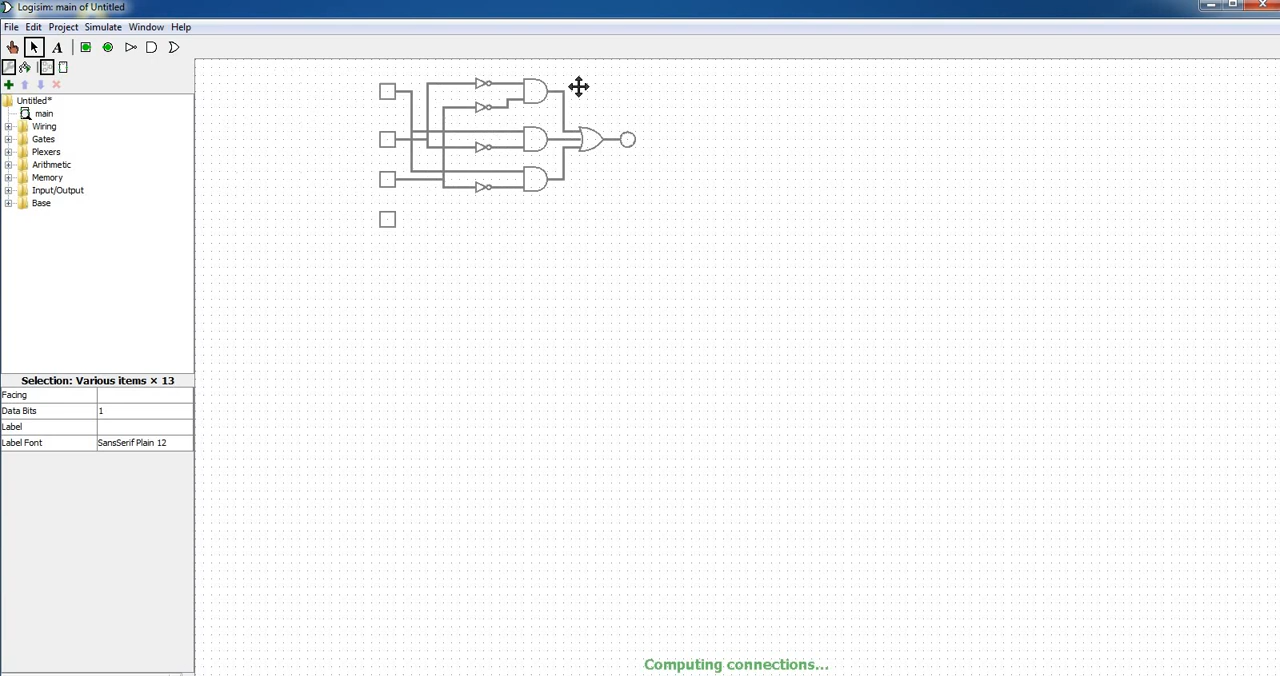 Logisim: main of Untitled
File Edit Project Simulate Window Help
A
Untitled*
main
Wiring
Gates
Plexers
Arithmetic
Memory
Input/Output
Base
Selection: Various items × 13
Facing
Data Bits 1
Label
Label Font SansSerif Plain 12
Computing connections...